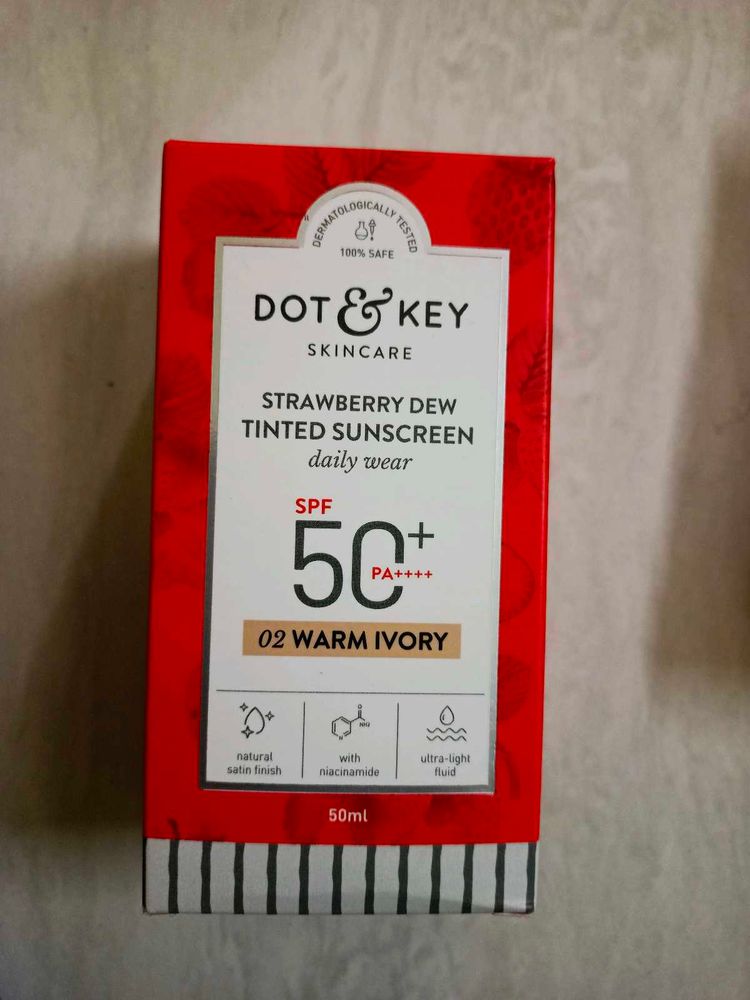 DERMATOLOGICALLY TESTED
100% SAFE
DOT & KEY
SKINCARE
STRAWBERRY DEW
TINTED SUNSCREEN
daily wear
SPF
50+
PA++++
02 WARM IVORY
natural
satin finish
with
niacinamide
ultra-light
fluid
50ml